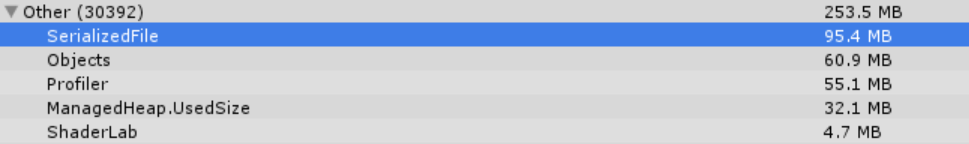 Other (30392) 253.5 MB
SerializedFile 95.4 MB
Objects 60.9 MB
Profiler 55.1 MB
ManagedHeap.UsedSize 32.1 MB
ShaderLab 4.7 MB